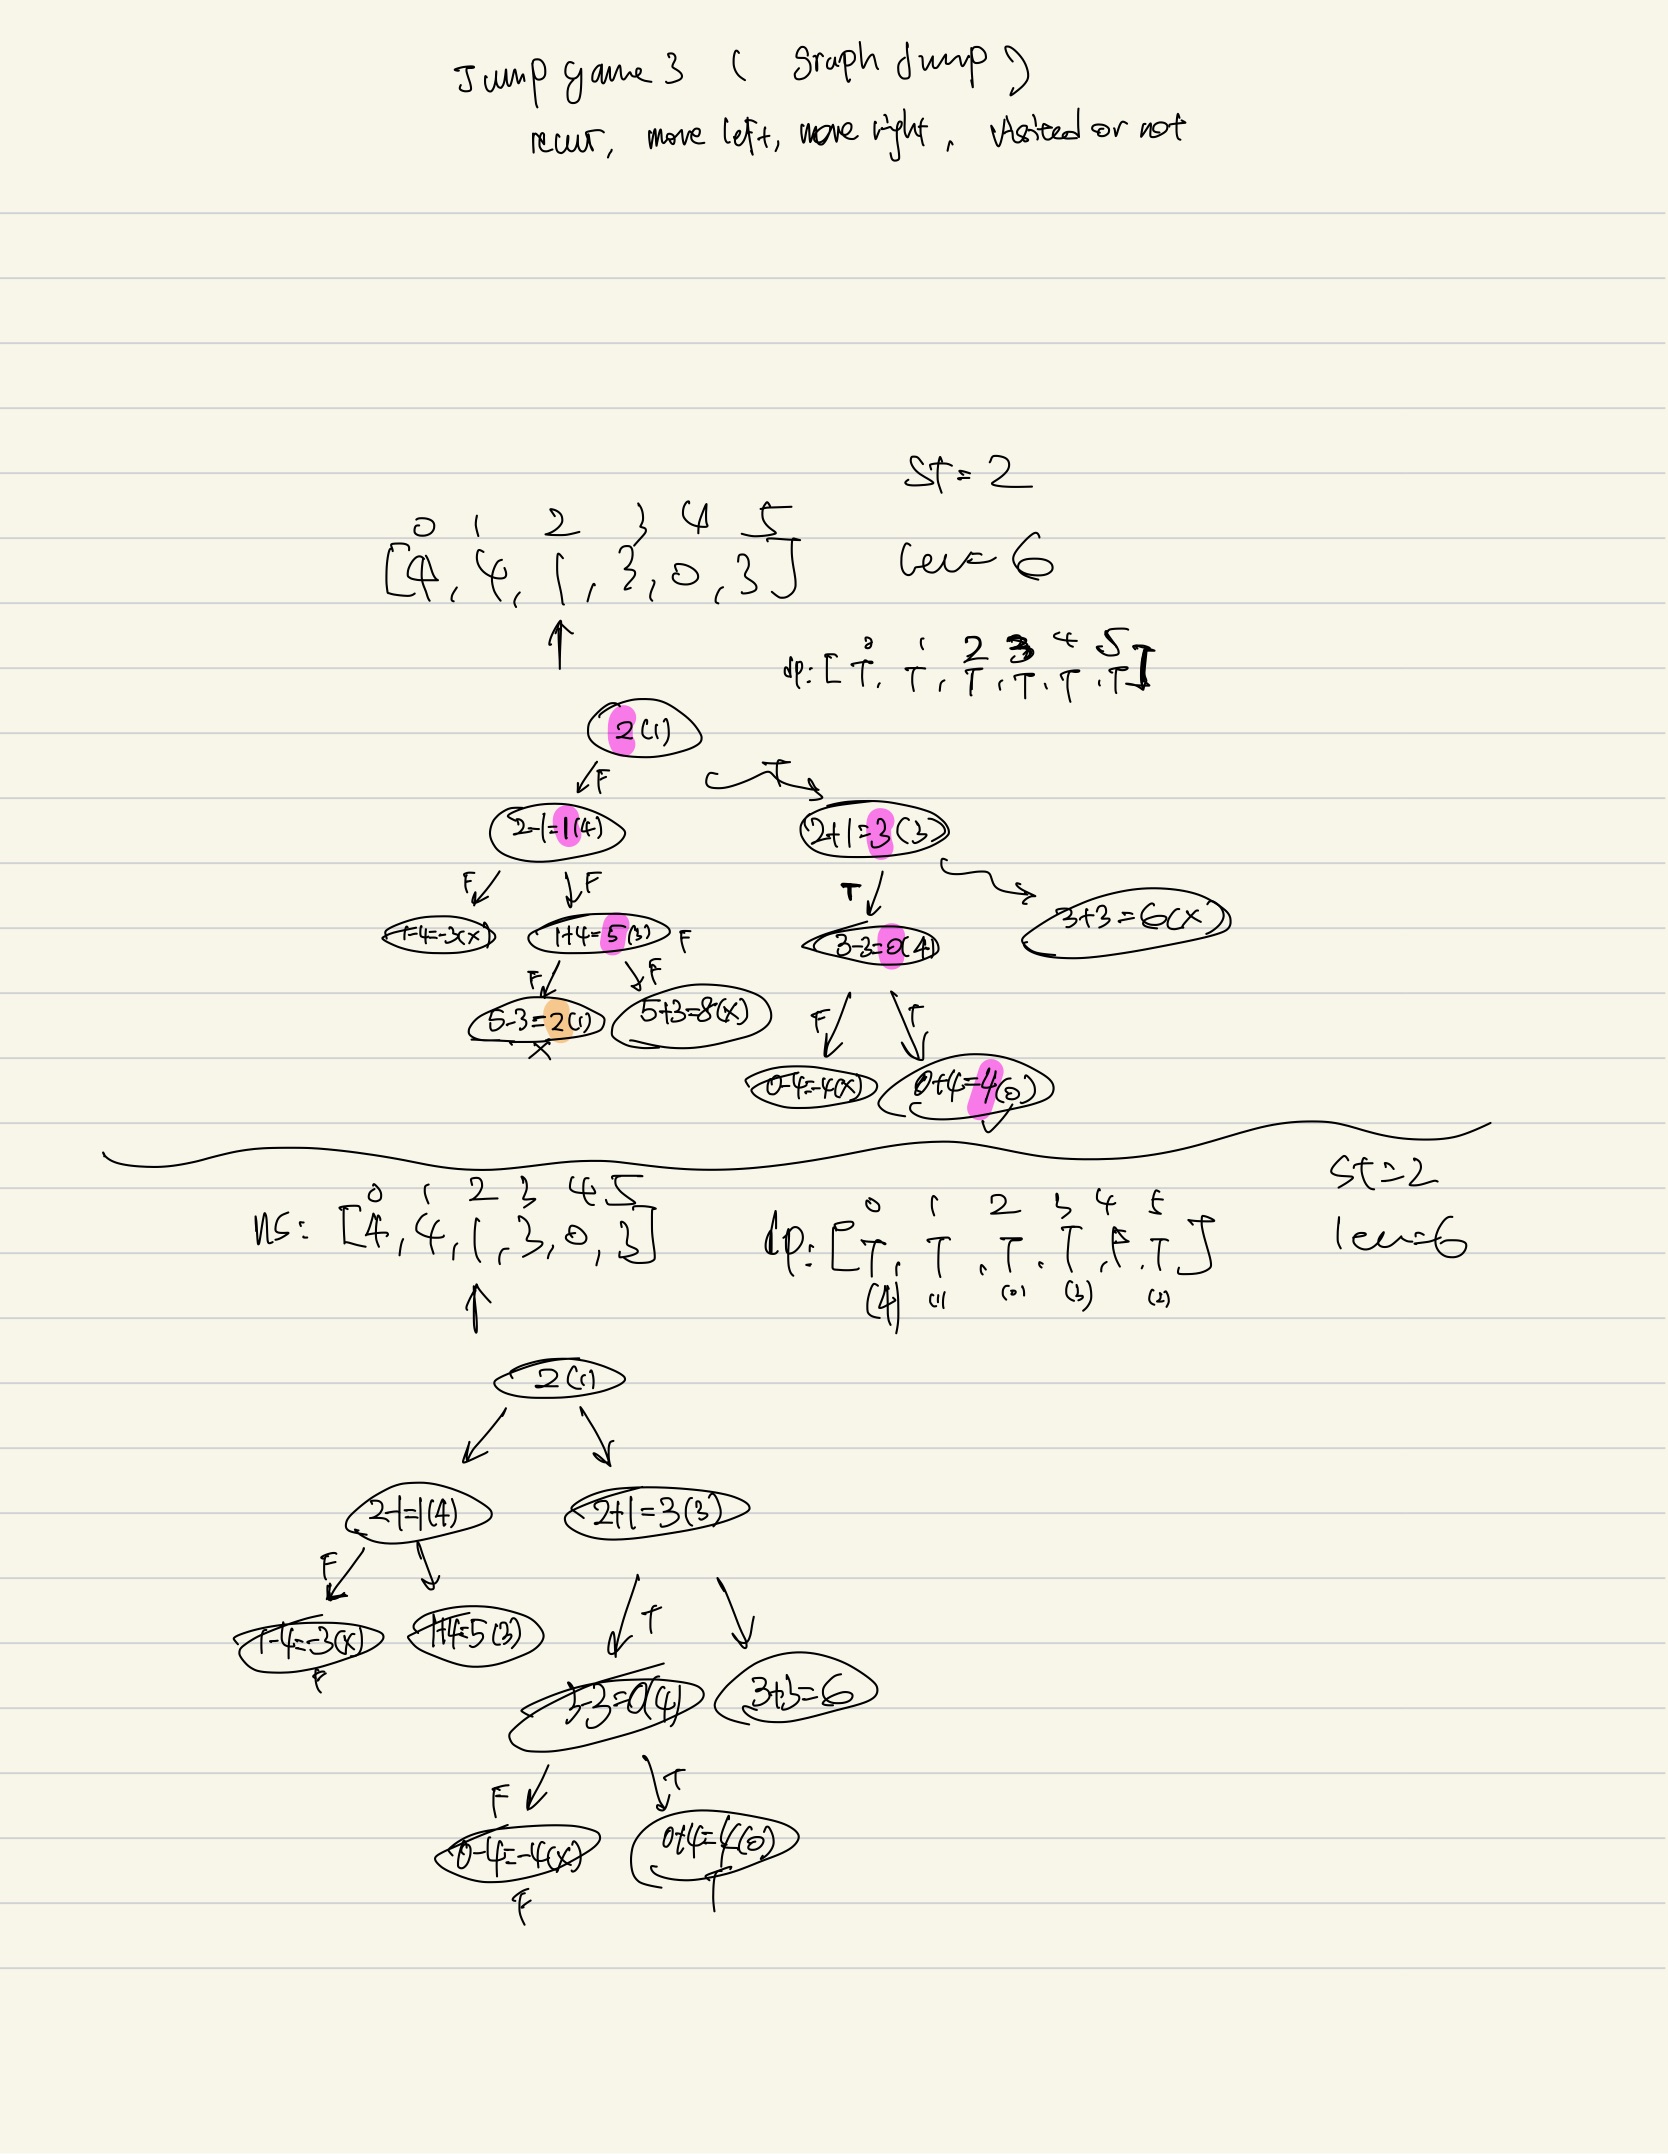 Jump game 3 ( graph jump )
recur, move left, move right, visited or not
st = 2
0 1 2 3 4 5
[4, 4, 1, 3, 0, 3]
len = 6
0 1 2 3 4 5
dp: [T, T, T, T, T, T]
2(1)
F T
2-1=1(4) 2+1=3(3)
F F T
1-4=-3(x) 1+4=5(3) F 3-3=0(4) 3+3=6(x)
F F F T
5-3=2(1) 5+3=8(x)
x
0-4=-4(x) 0+4=4(0)
st=2
0 1 2 3 4 5 0 1 2 3 4 5
ns: [4, 4, 1, 3, 0, 3] dp: [T, T, T, T, F, T] len=6
(4) (1) (0) (3) (2)
2(1)
2-1=1(4) 2+1=3(3)
F T
1-4=-3(x) 1+4=5(3)
F
3-3=0(4) 3+3=6
F T
0-4=-4(x) 0+4=4(0)
F T